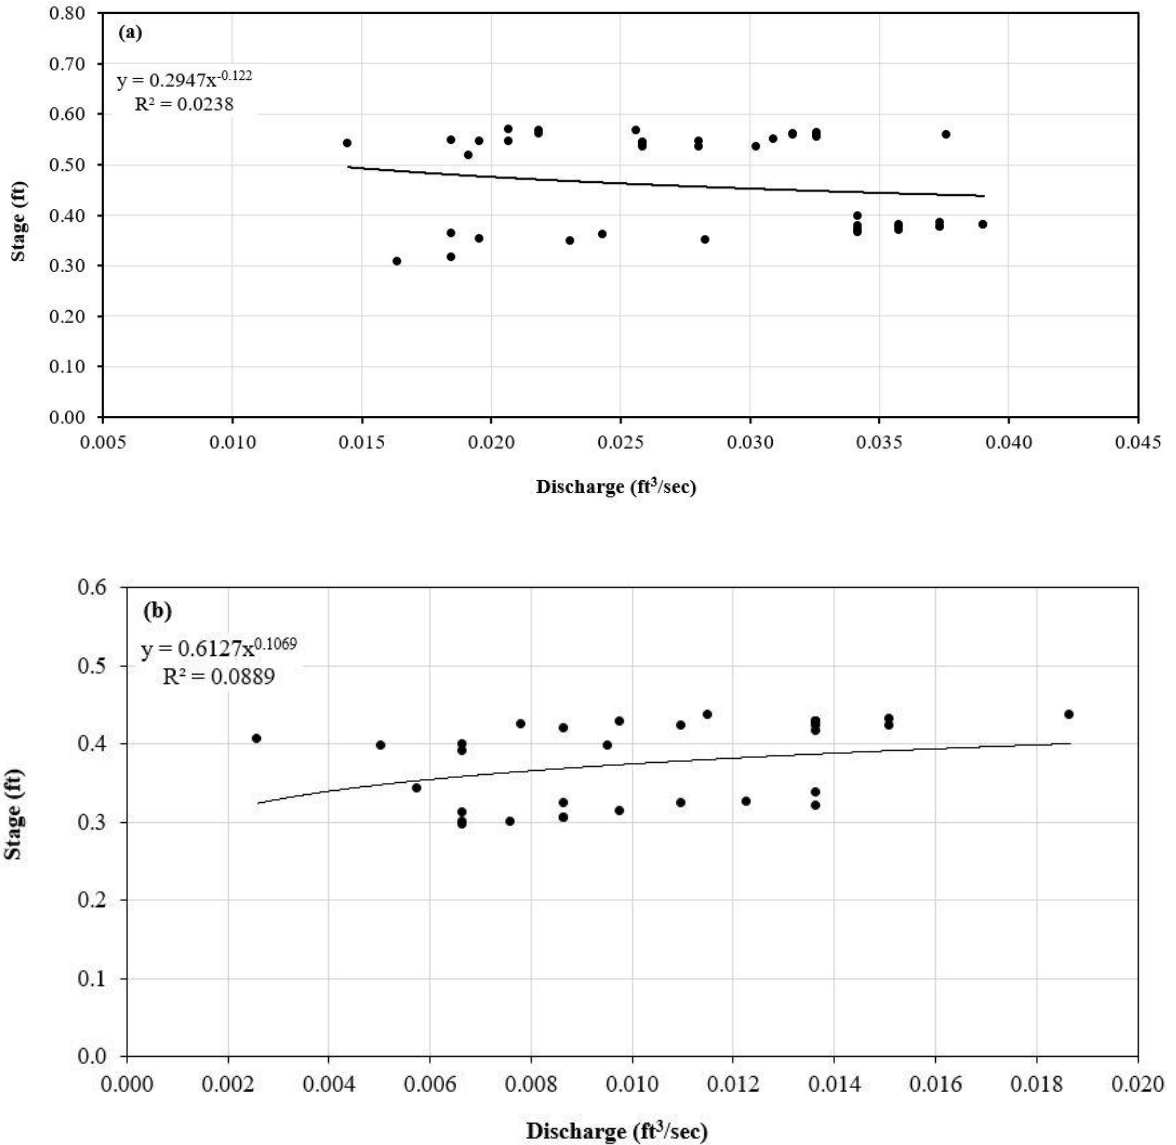 0.80
(a)
0.70
y = 0.2947x^-0.122
R² = 0.0238
0.60
0.50
0.40
0.30
0.20
0.10
0.00
Stage (ft)
0.005 0.010 0.015 0.020 0.025 0.030 0.035 0.040 0.045
Discharge (ft³/sec)
0.6
(b)
y = 0.6127x^0.1069
R² = 0.0889
0.5
0.4
0.3
0.2
0.1
0.0
Stage (ft)
0.000 0.002 0.004 0.006 0.008 0.010 0.012 0.014 0.016 0.018 0.020
Discharge (ft³/sec)